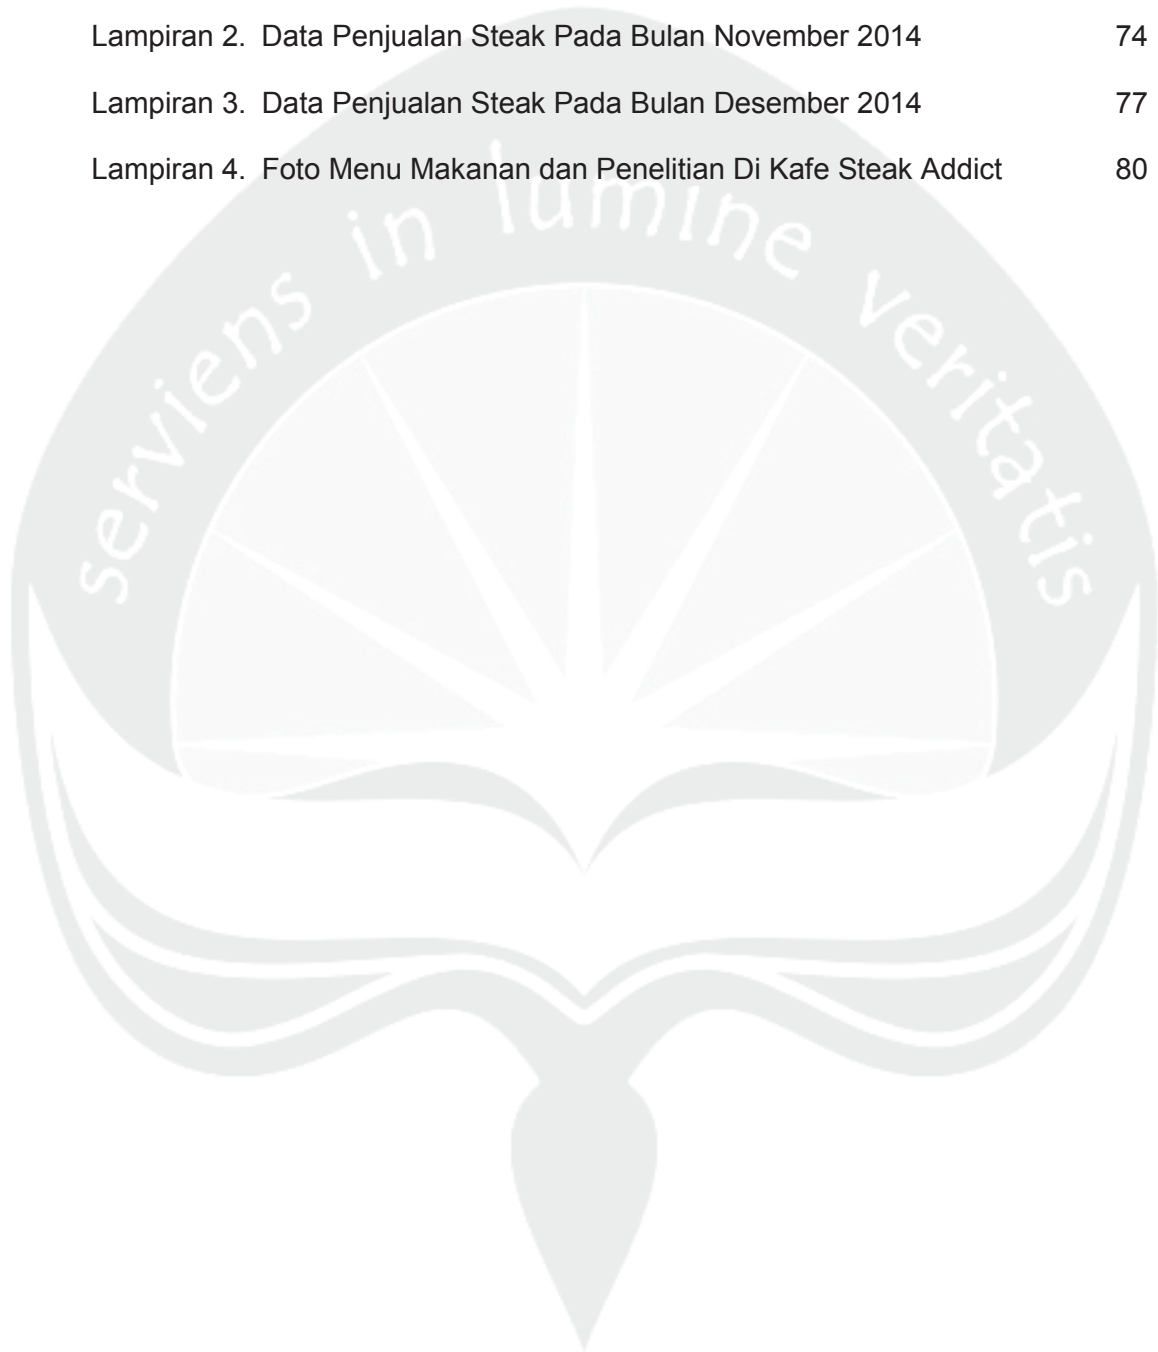 Lampiran 2. Data Penjualan Steak Pada Bulan November 2014 74
Lampiran 3. Data Penjualan Steak Pada Bulan Desember 2014 77
Lampiran 4. Foto Menu Makanan dan Penelitian Di Kafe Steak Addict 80
serviens in lumine veritatis